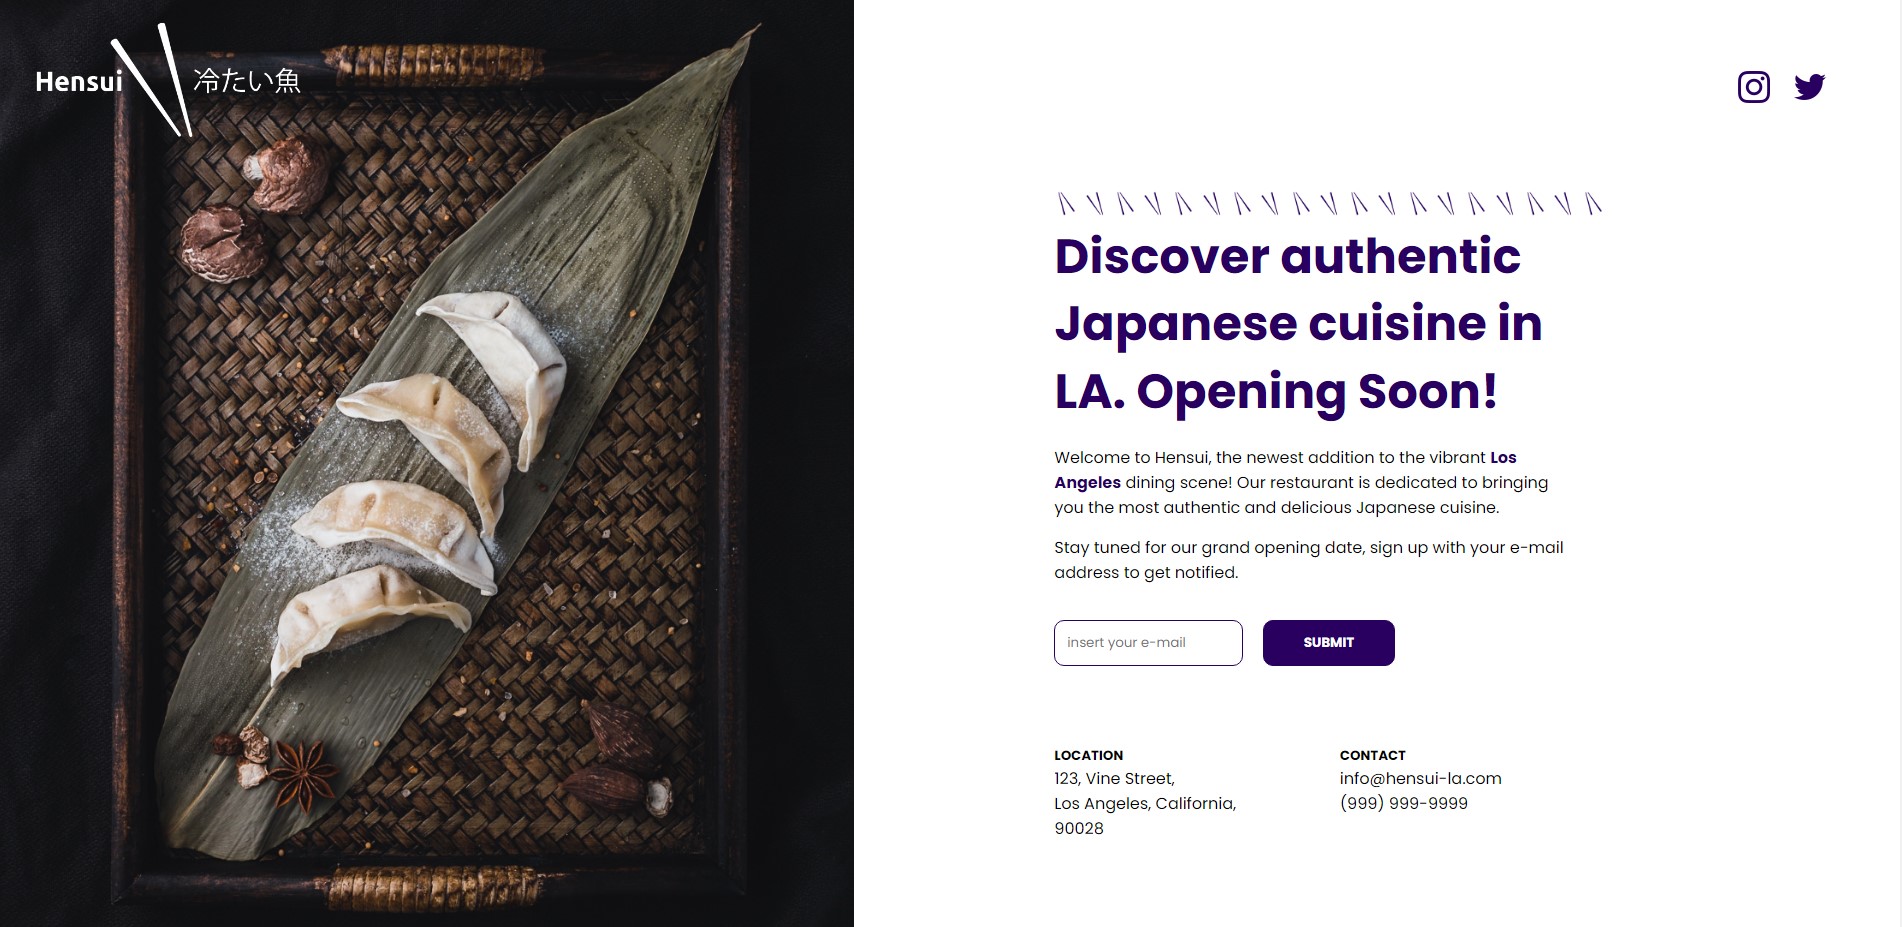 Hensui 冷たい魚
Discover authentic
Japanese cuisine in
LA. Opening Soon!
Welcome to Hensui, the newest addition to the vibrant Los
Angeles dining scene! Our restaurant is dedicated to bringing
you the most authentic and delicious Japanese cuisine.
Stay tuned for our grand opening date, sign up with your e-mail
address to get notified.
insert your e-mail
SUBMIT
LOCATION
123, Vine Street,
Los Angeles, California,
90028
CONTACT
info@hensui-la.com
(999) 999-9999